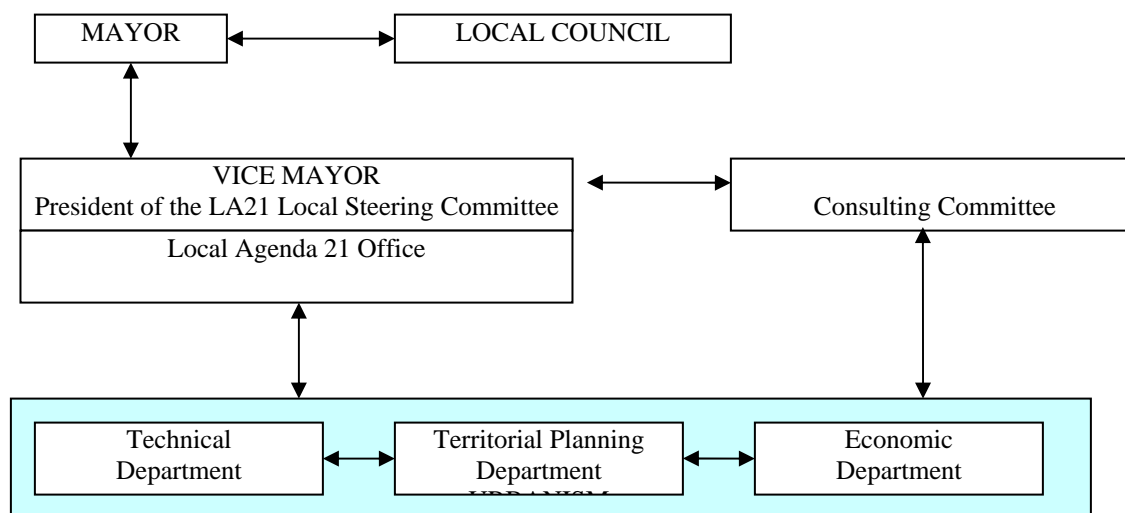 MAYOR
LOCAL COUNCIL
VICE MAYOR
President of the LA21 Local Steering Committee
Local Agenda 21 Office
Consulting Committee
Technical
Department
Territorial Planning
Department
Economic
Department